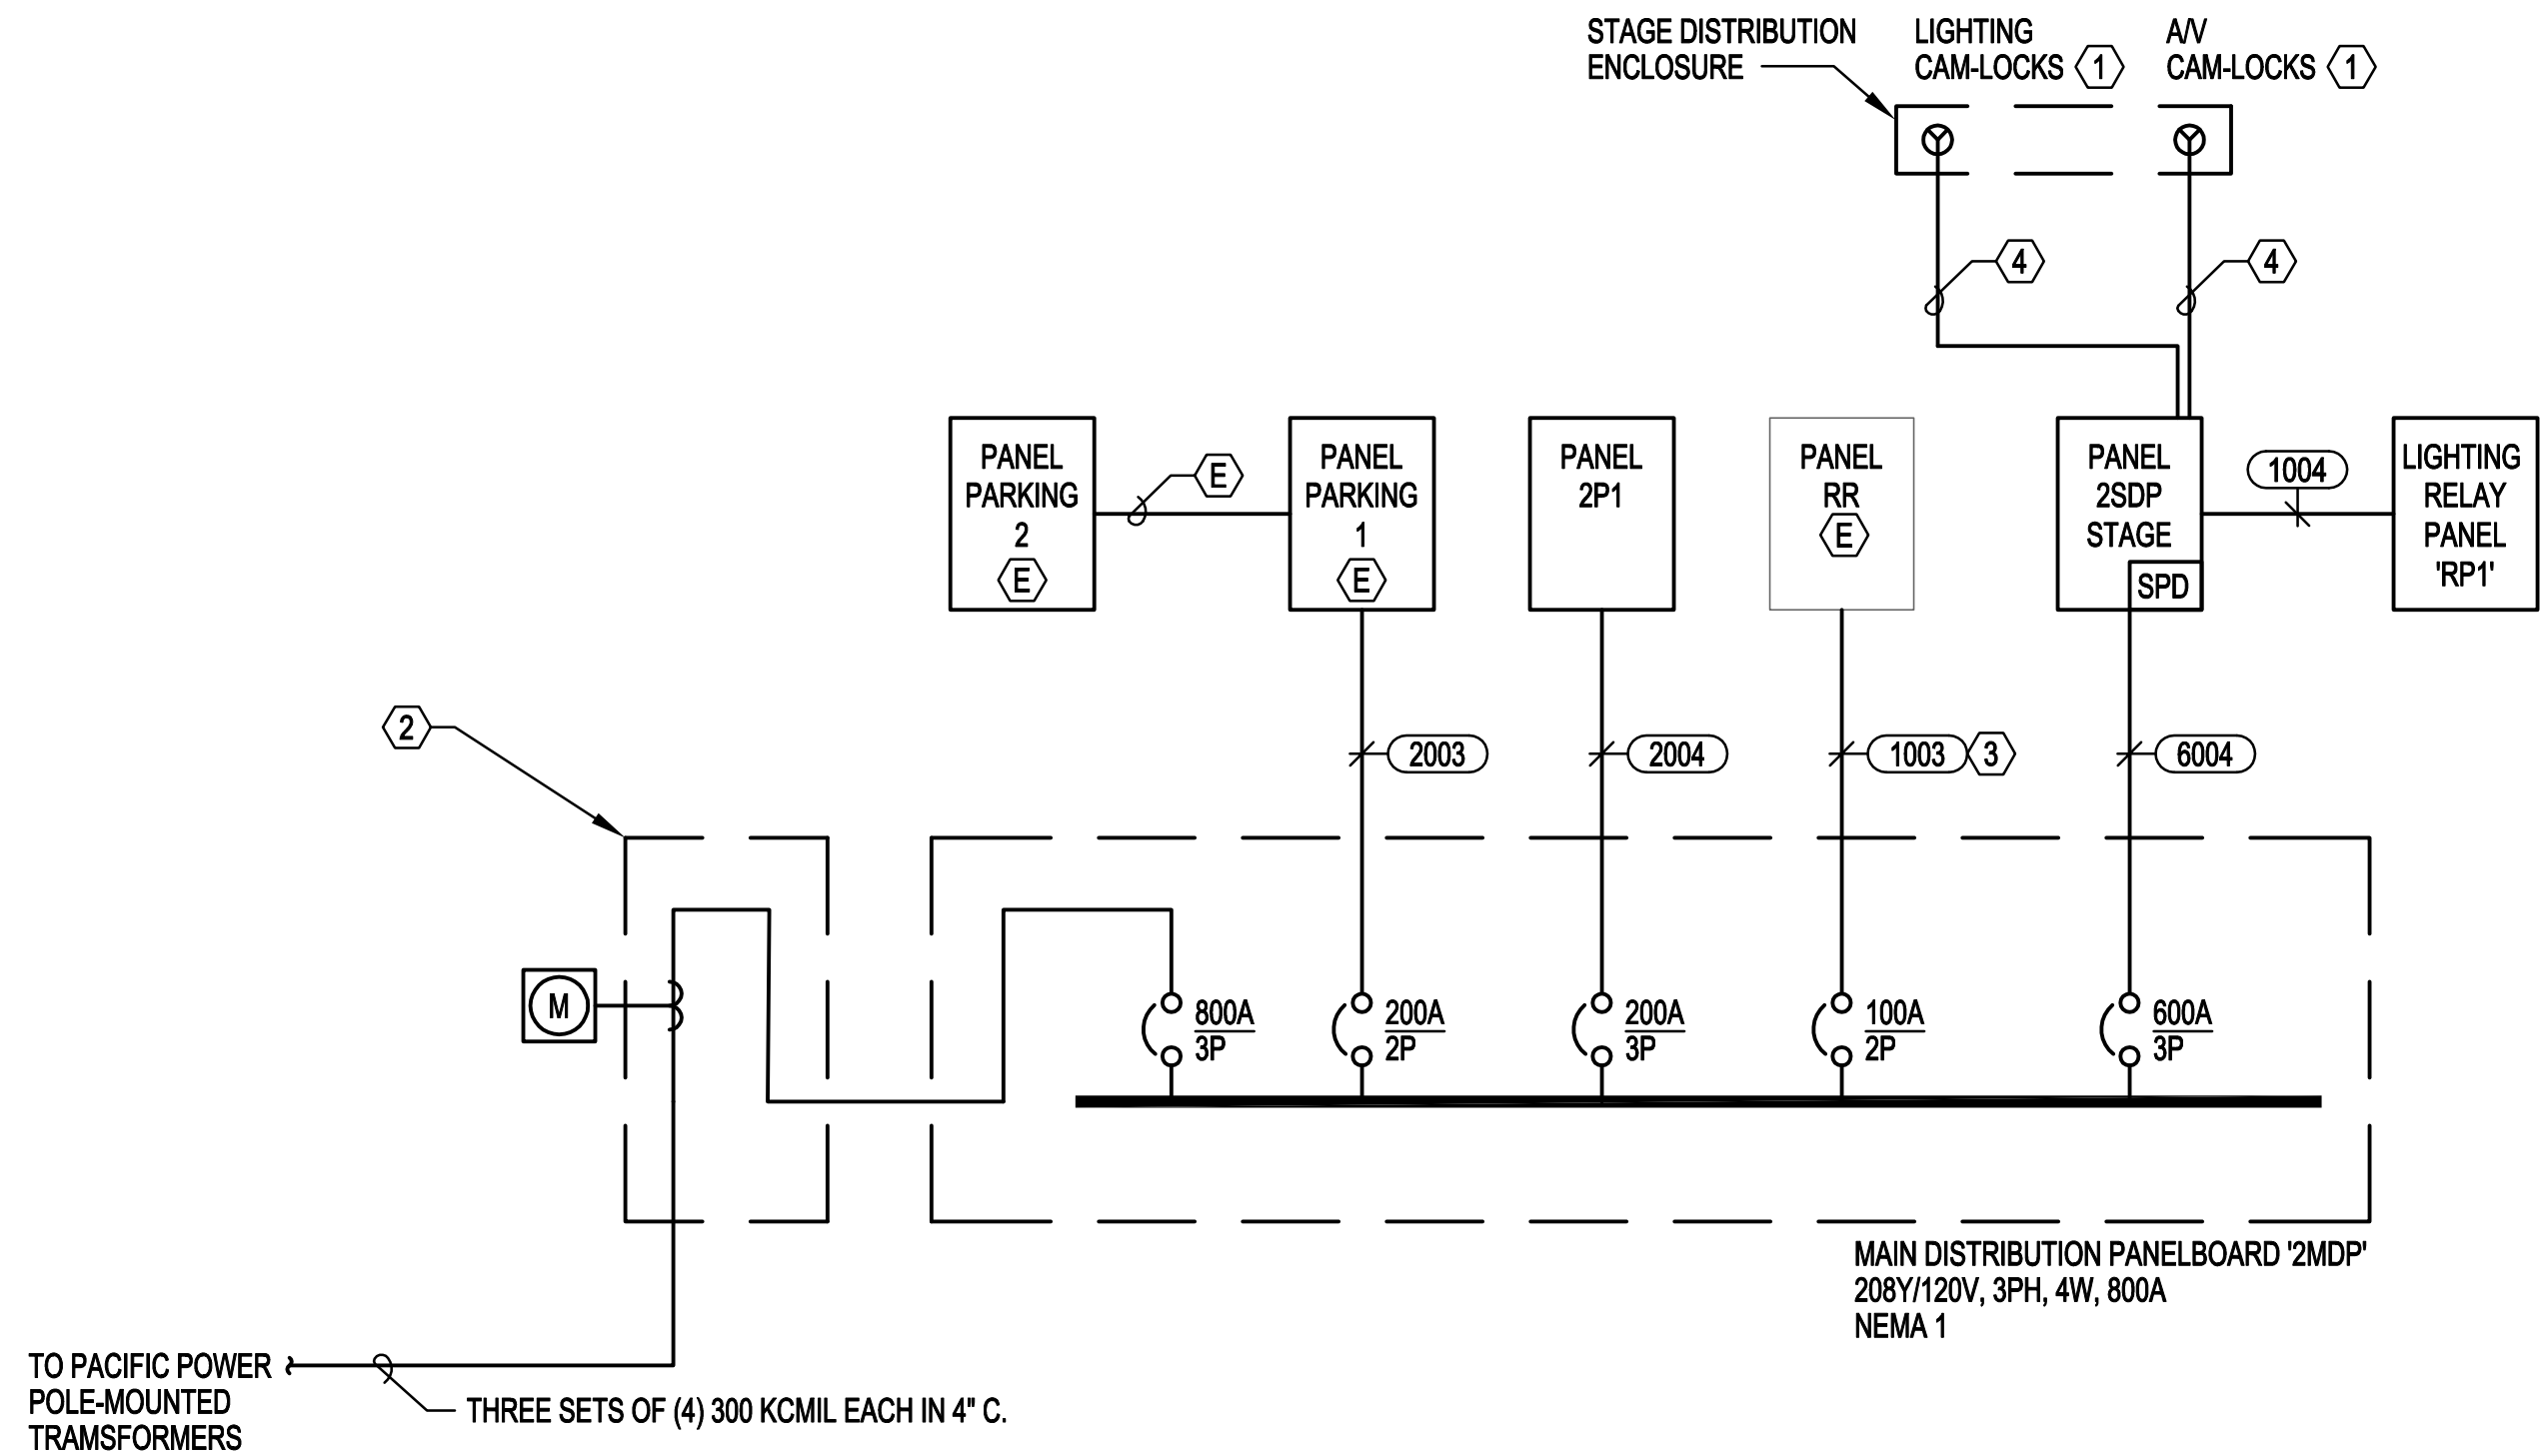 STAGE DISTRIBUTION
ENCLOSURE
LIGHTING
CAM-LOCKS 1
A/V
CAM-LOCKS 1
4
4
PANEL
PARKING
2
E
E
PANEL
PARKING
1
E
PANEL
2P1
PANEL
RR
E
PANEL
2SDP
STAGE
SPD
1004
LIGHTING
RELAY
PANEL
'RP1'
2
2003
2004
1003 3
6004
M
800A
3P
200A
2P
200A
3P
100A
2P
600A
3P
MAIN DISTRIBUTION PANELBOARD '2MDP'
208Y/120V, 3PH, 4W, 800A
NEMA 1
TO PACIFIC POWER
POLE-MOUNTED
TRAMSFORMERS
THREE SETS OF (4) 300 KCMIL EACH IN 4" C.